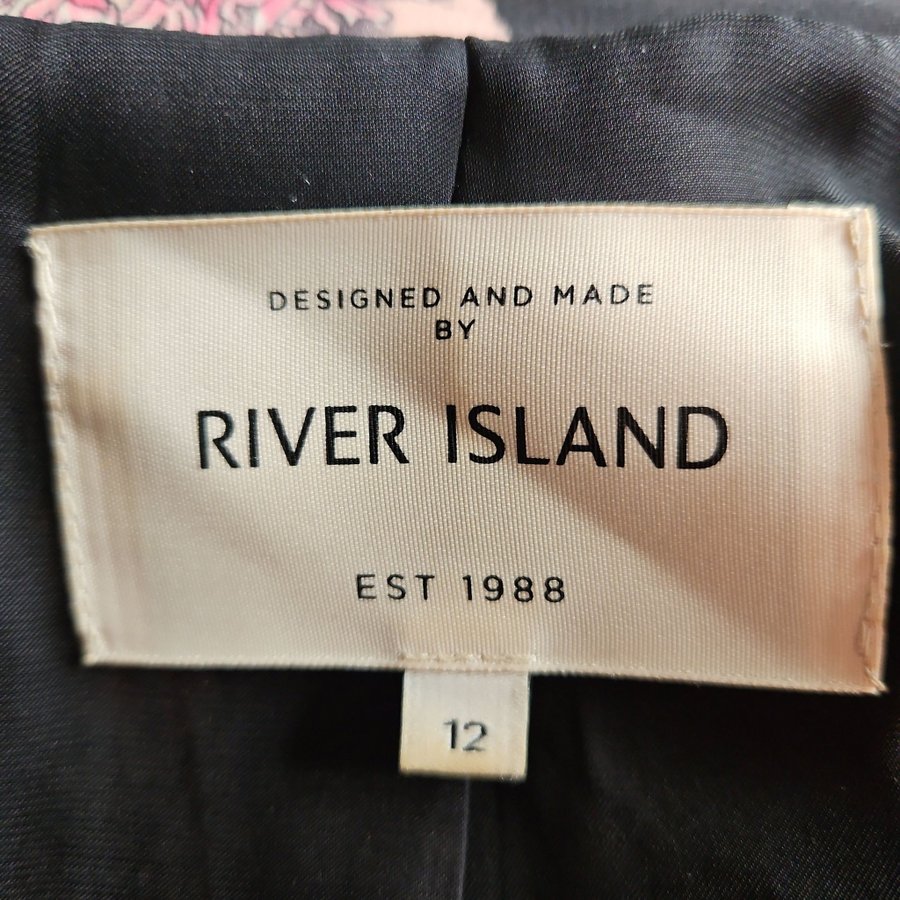 DESIGNED AND MADE
BY
RIVER ISLAND
EST 1988
12